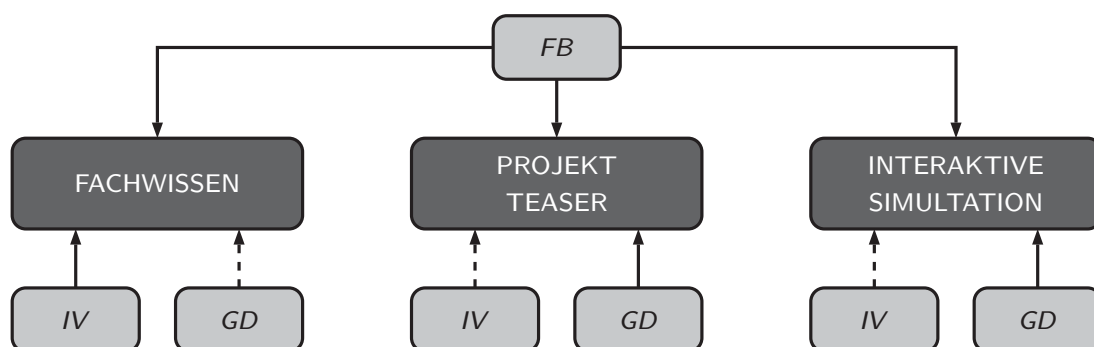 FB
FACHWISSEN
PROJEKT
TEASER
INTERAKTIVE
SIMULTATION
IV
GD
IV
GD
IV
GD